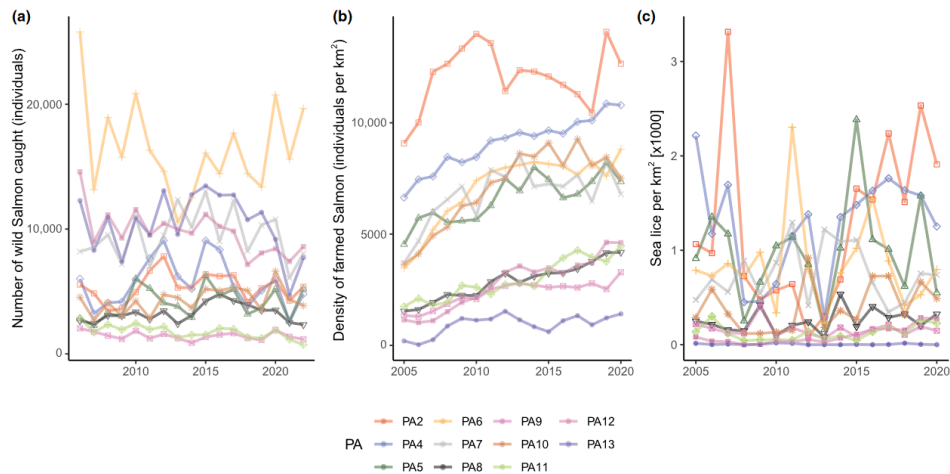 (a)
Number of wild Salmon caught (individuals)
20,000
10,000
0
2010
2015
2020
(b)
Density of farmed Salmon (individuals per km²)
10,000
5000
0
2005
2010
2015
2020
(c)
Sea lice per km² [x1000]
3
2
1
0
2005
2010
2015
2020
PA
PA2
PA6
PA9
PA12
PA4
PA7
PA10
PA13
PA5
PA8
PA11